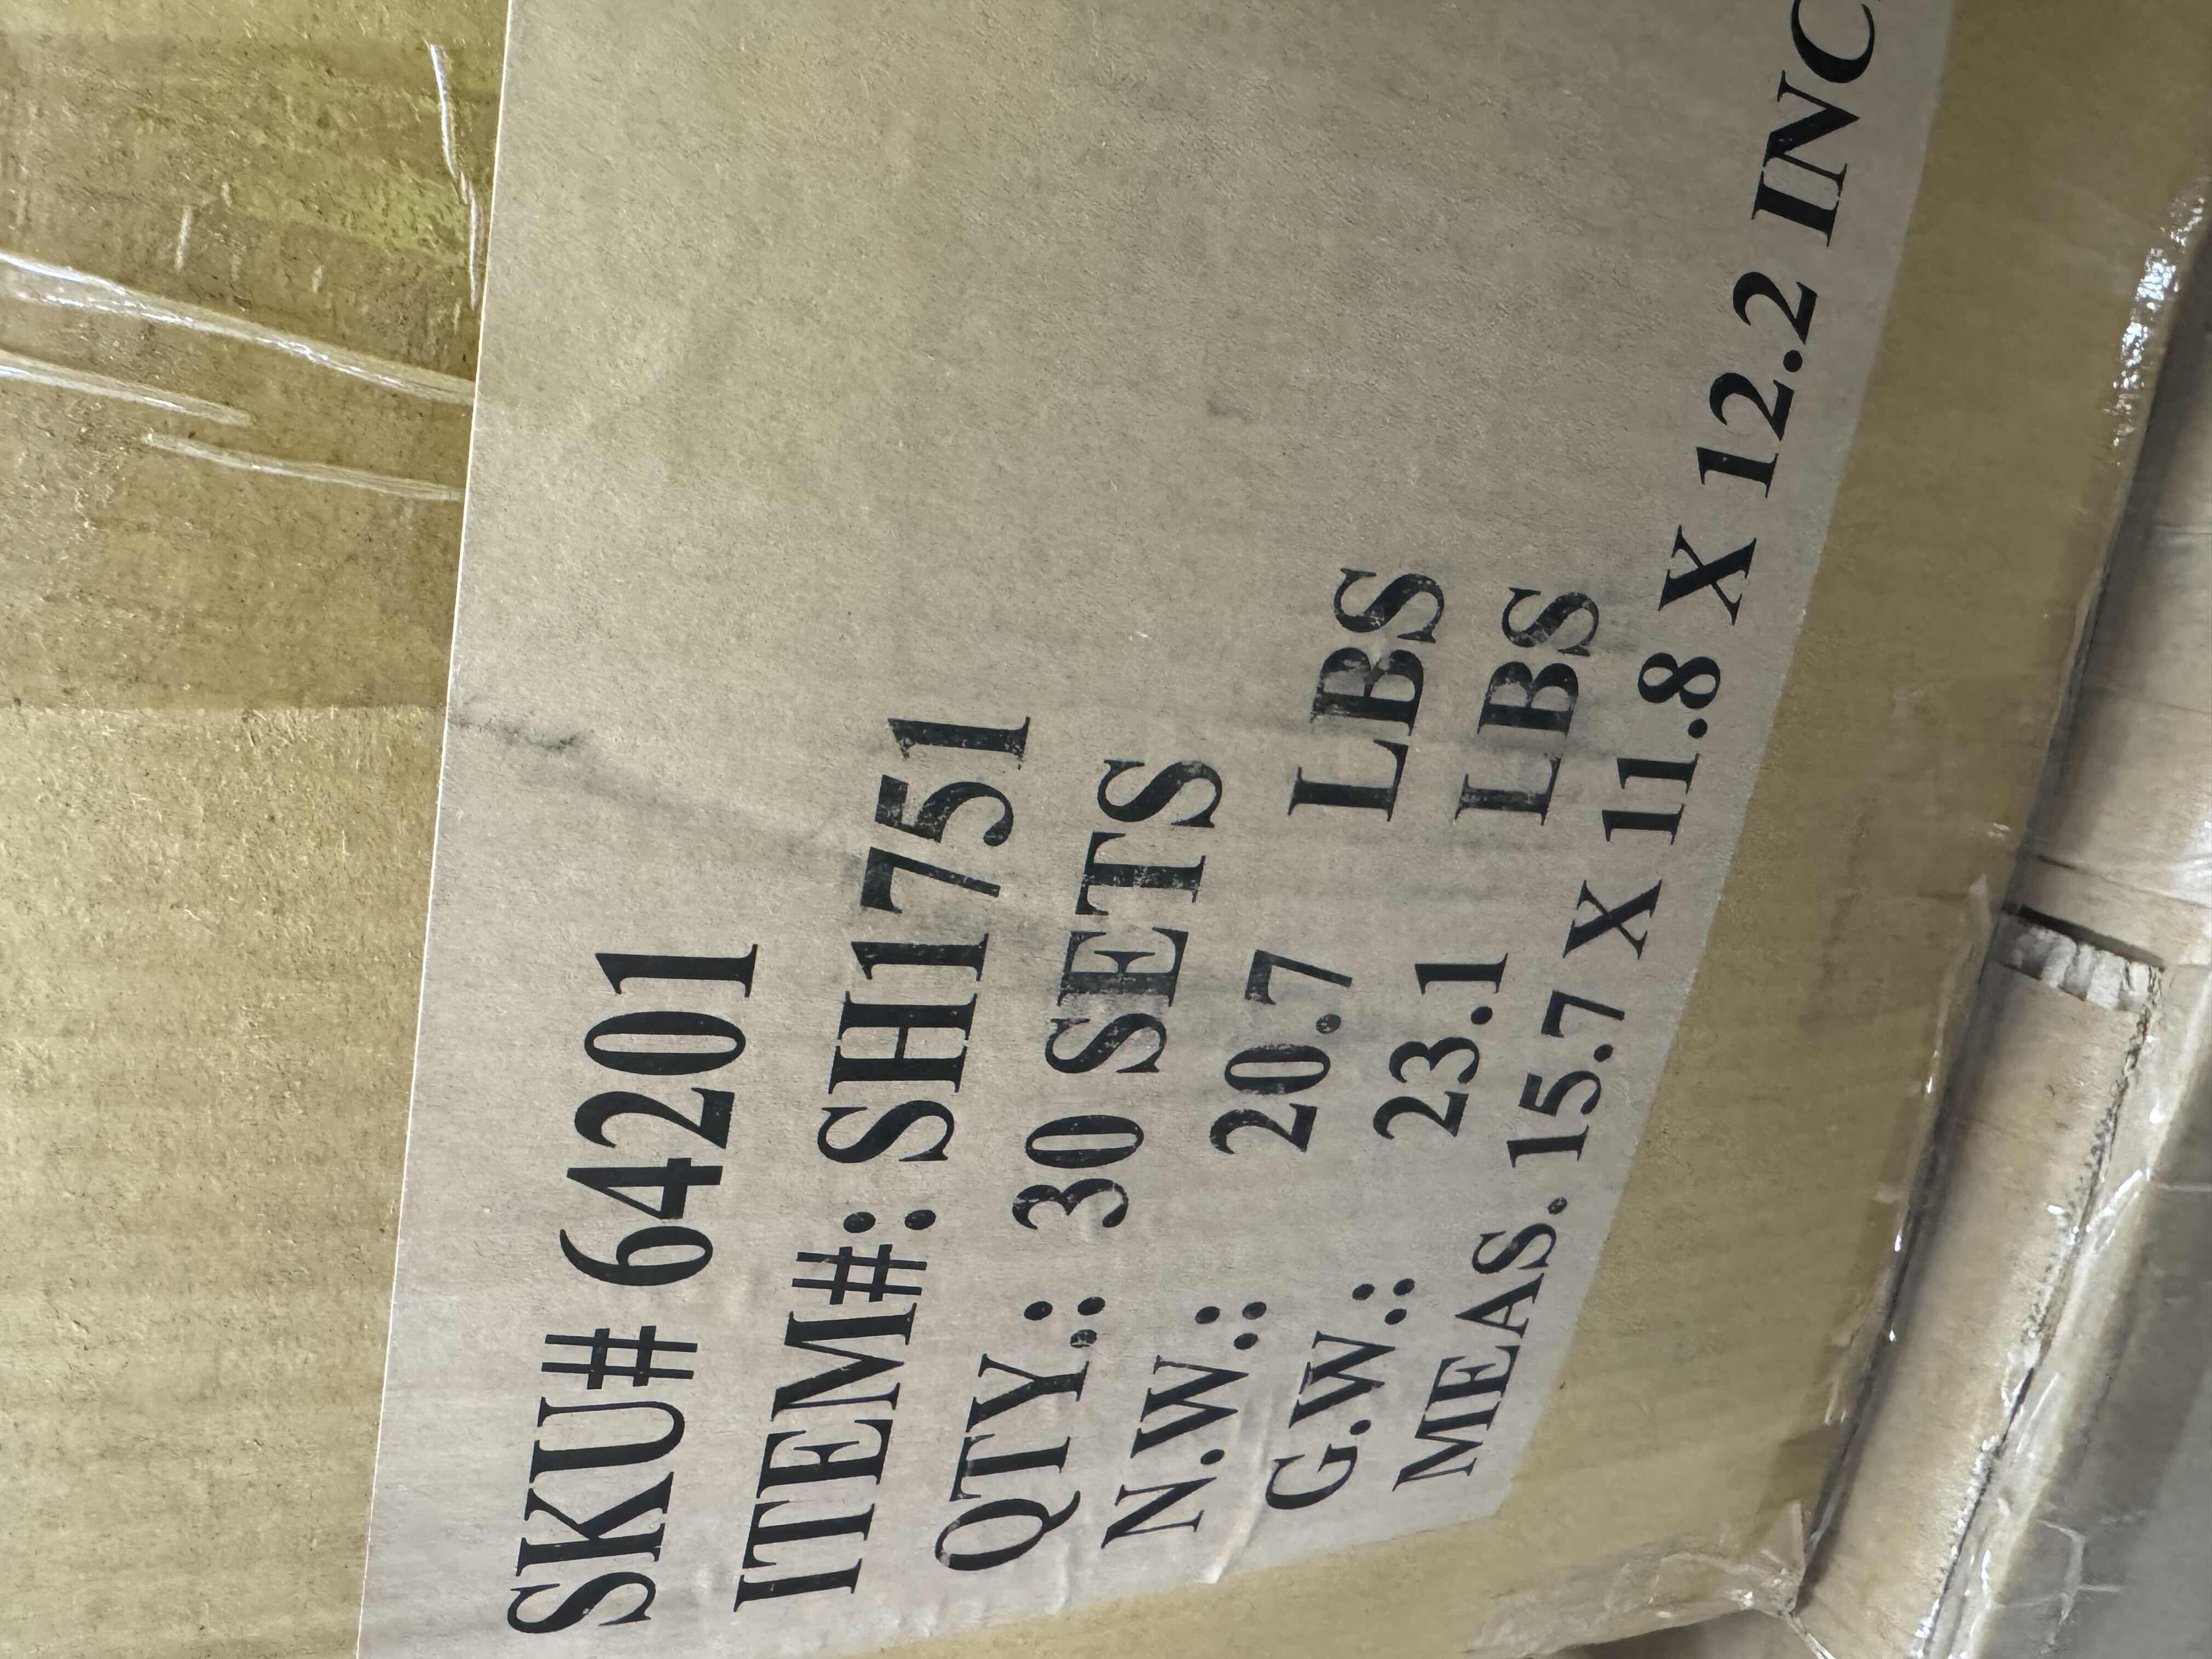 SKU# 64201
ITEM#: SH1751
QTY.: 30 SETS
N.W.: 20.7 LBS
G.W.: 23.1 LBS
MEAS. 15.7 X 11.8 X 12.2 INC